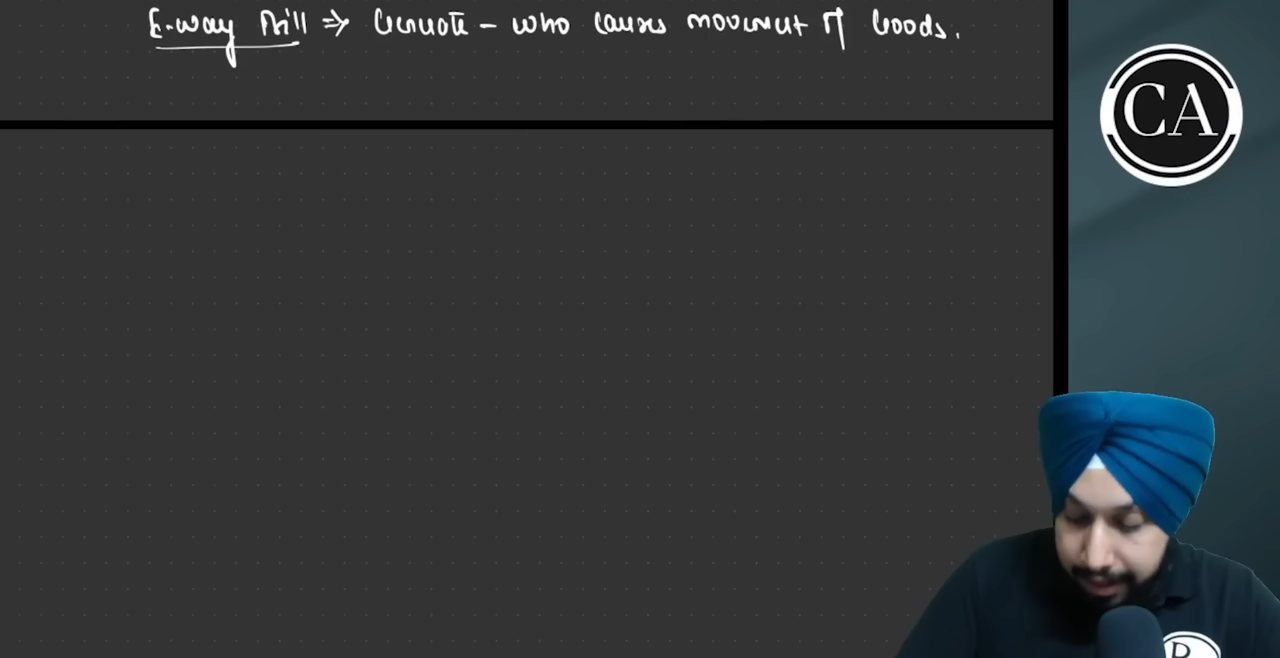 E-way Bill ⇒ Generate - who causes movement of Goods.
CA
P